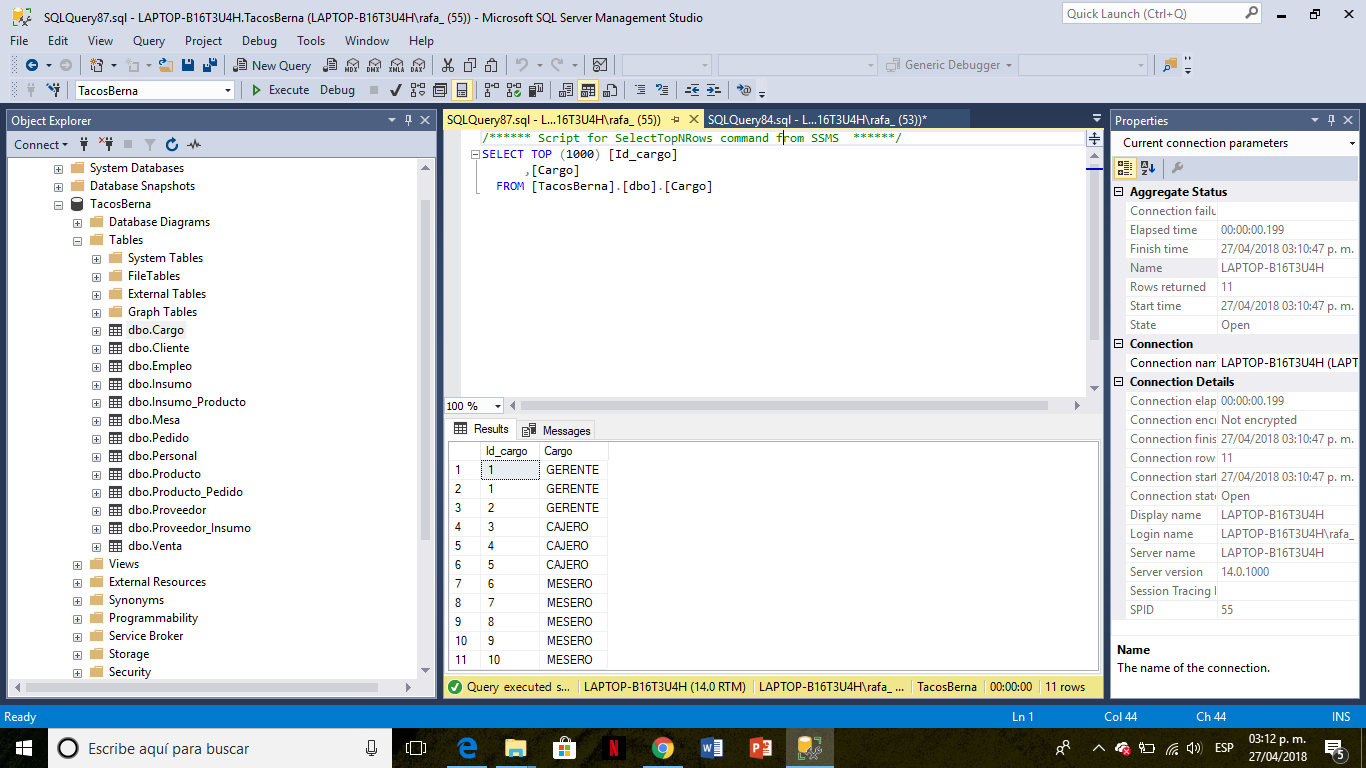 SQLQuery87.sql - LAPTOP-B16T3U4H.TacosBerna (LAPTOP-B16T3U4H\rafa_ (55)) - Microsoft SQL Server Management Studio
Quick Launch (Ctrl+Q)
File Edit View Query Project Debug Tools Window Help
New Query MDX DMX XMLA DAX Generic Debugger
TacosBerna Execute Debug
Object Explorer
Connect
System Databases
Database Snapshots
TacosBerna
Database Diagrams
Tables
System Tables
FileTables
External Tables
Graph Tables
dbo.Cargo
dbo.Cliente
dbo.Empleo
dbo.Insumo
dbo.Insumo_Producto
dbo.Mesa
dbo.Pedido
dbo.Personal
dbo.Producto
dbo.Producto_Pedido
dbo.Proveedor
dbo.Proveedor_Insumo
dbo.Venta
Views
External Resources
Synonyms
Programmability
Service Broker
Storage
Security
SQLQuery87.sql - L...16T3U4H\rafa_ (55)) SQLQuery84.sql - L...16T3U4H\rafa_ (53))*
/****** Script for SelectTopNRows command from SSMS ******/
SELECT TOP (1000) [Id_cargo]
,[Cargo]
FROM [TacosBerna].[dbo].[Cargo]
100 %
Results Messages
Id_cargo Cargo
1 1 GERENTE
2 1 GERENTE
3 2 GERENTE
4 3 CAJERO
5 4 CAJERO
6 5 CAJERO
7 6 MESERO
8 7 MESERO
9 8 MESERO
10 9 MESERO
11 10 MESERO
Query executed s... LAPTOP-B16T3U4H (14.0 RTM) LAPTOP-B16T3U4H\rafa_ ... TacosBerna 00:00:00 11 rows
Properties
Current connection parameters
Aggregate Status
Connection failu
Elapsed time 00:00:00.199
Finish time 27/04/2018 03:10:47 p. m.
Name LAPTOP-B16T3U4H
Rows returned 11
Start time 27/04/2018 03:10:47 p. m.
State Open
Connection
Connection nam LAPTOP-B16T3U4H (LAPT
Connection Details
Connection elap 00:00:00.199
Connection encr Not encrypted
Connection finis 27/04/2018 03:10:47 p. m.
Connection row 11
Connection start 27/04/2018 03:10:47 p. m.
Connection state Open
Display name LAPTOP-B16T3U4H
Login name LAPTOP-B16T3U4H\rafa_
Server name LAPTOP-B16T3U4H
Server version 14.0.1000
Session Tracing I
SPID 55
Name
The name of the connection.
Ready Ln 1 Col 44 Ch 44 INS
Escribe aquí para buscar
ESP 03:12 p. m.
27/04/2018
5